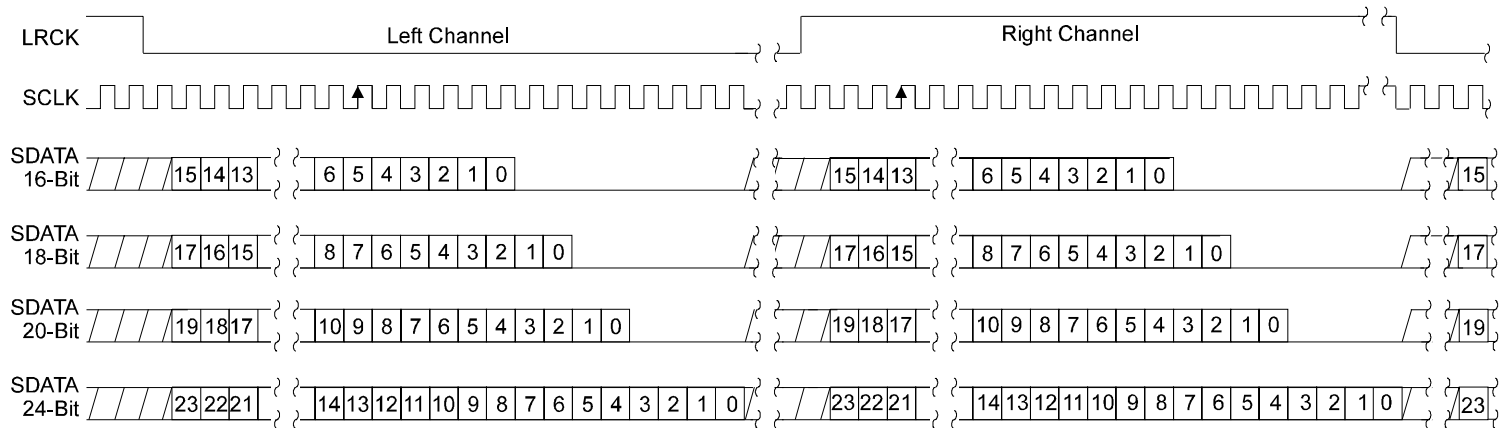 LRCK Left Channel Right Channel
SCLK
SDATA
16-Bit 15 14 13 6 5 4 3 2 1 0 15 14 13 6 5 4 3 2 1 0 15
SDATA
18-Bit 17 16 15 8 7 6 5 4 3 2 1 0 17 16 15 8 7 6 5 4 3 2 1 0 17
SDATA
20-Bit 19 18 17 10 9 8 7 6 5 4 3 2 1 0 19 18 17 10 9 8 7 6 5 4 3 2 1 0 19
SDATA
24-Bit 23 22 21 14 13 12 11 10 9 8 7 6 5 4 3 2 1 0 23 22 21 14 13 12 11 10 9 8 7 6 5 4 3 2 1 0 23